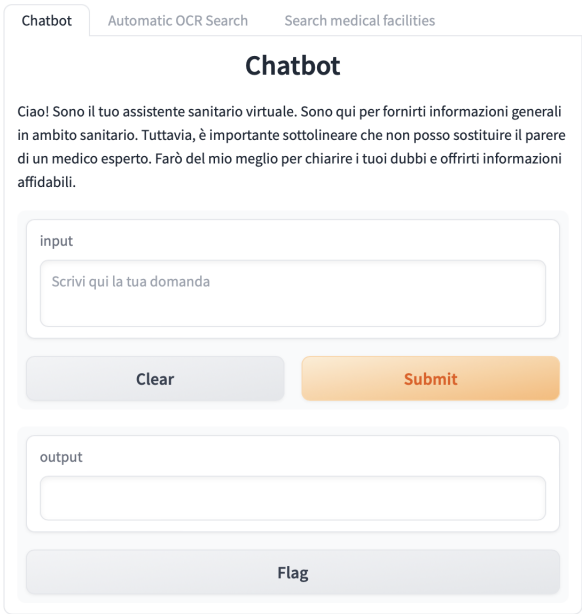 Chatbot
Automatic OCR Search
Search medical facilities
Chatbot
Ciao! Sono il tuo assistente sanitario virtuale. Sono qui per fornirti informazioni generali
in ambito sanitario. Tuttavia, è importante sottolineare che non posso sostituire il parere
di un medico esperto. Farò del mio meglio per chiarire i tuoi dubbi e offrirti informazioni
affidabili.
input
Scrivi qui la tua domanda
Clear
Submit
output
Flag